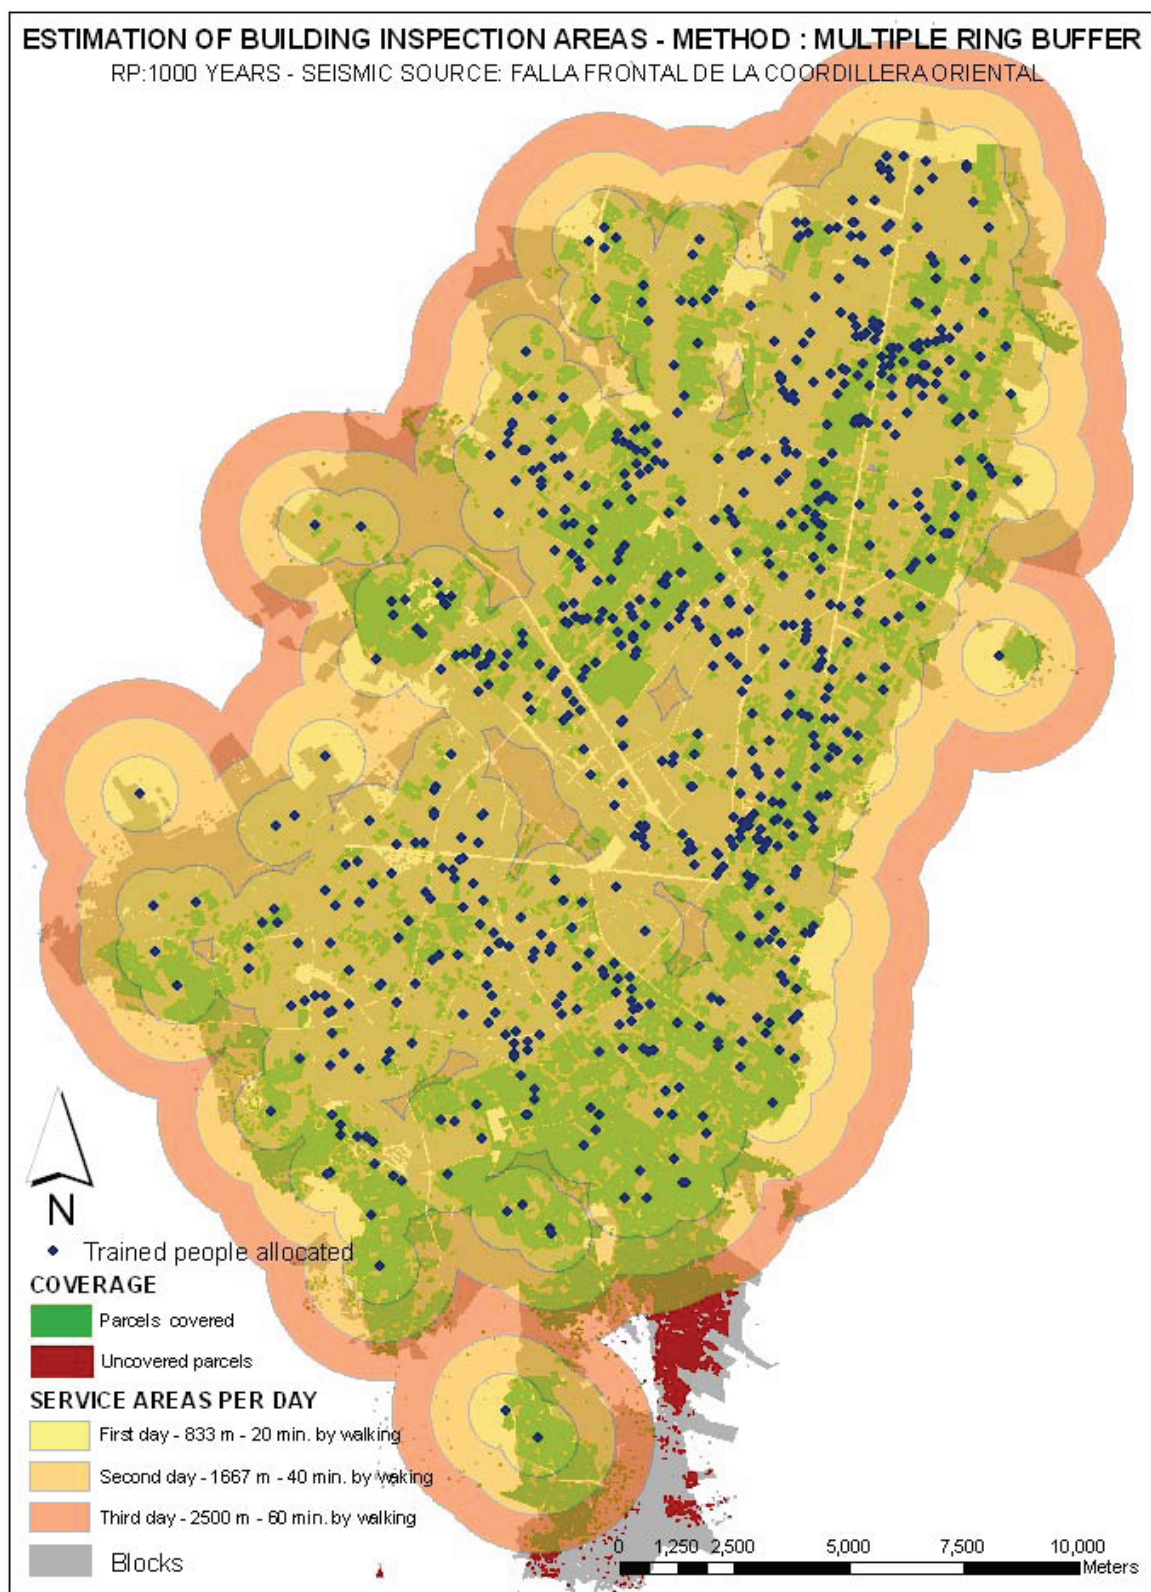 ESTIMATION OF BUILDING INSPECTION AREAS - METHOD : MULTIPLE RING BUFFER
RP:1000 YEARS - SEISMIC SOURCE: FALLA FRONTAL DE LA COORDILLERA ORIENTAL
N
Trained people allocated
COVERAGE
Parcels covered
Uncovered parcels
SERVICE AREAS PER DAY
First day - 833 m - 20 min. by walking
Second day - 1667 m - 40 min. by waking
Third day - 2500 m - 60 min. by walking
Blocks
0 1,250 2,500 5,000 7,500 10,000
Meters